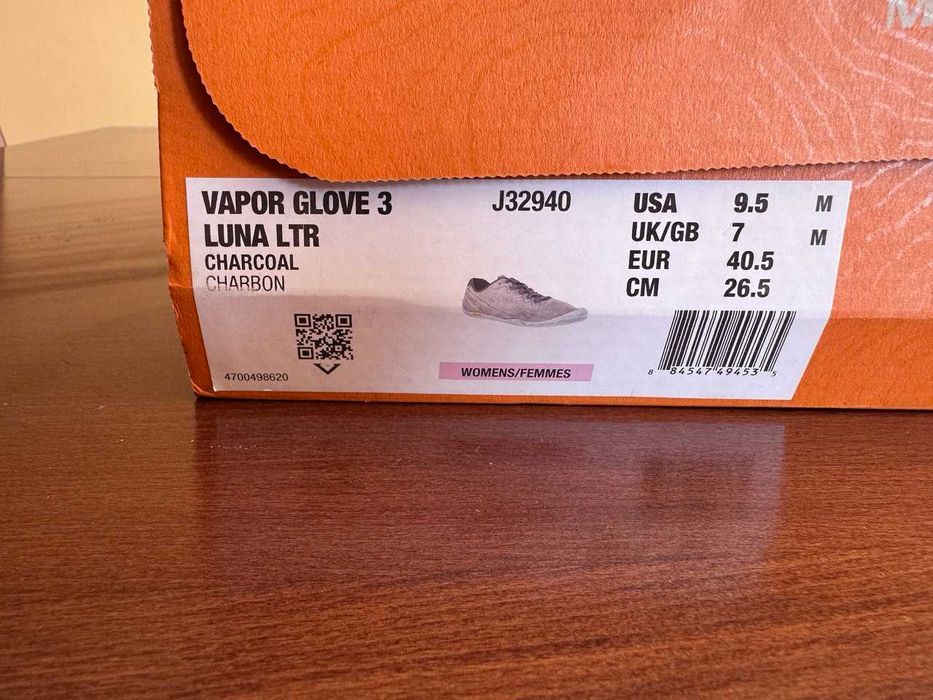 VAPOR GLOVE 3
LUNA LTR
CHARCOAL
CHARBON
4700498620
J32940
WOMENS/FEMMES
USA 9.5 M
UK/GB 7 M
EUR 40.5
CM 26.5
8 84547 49453 5